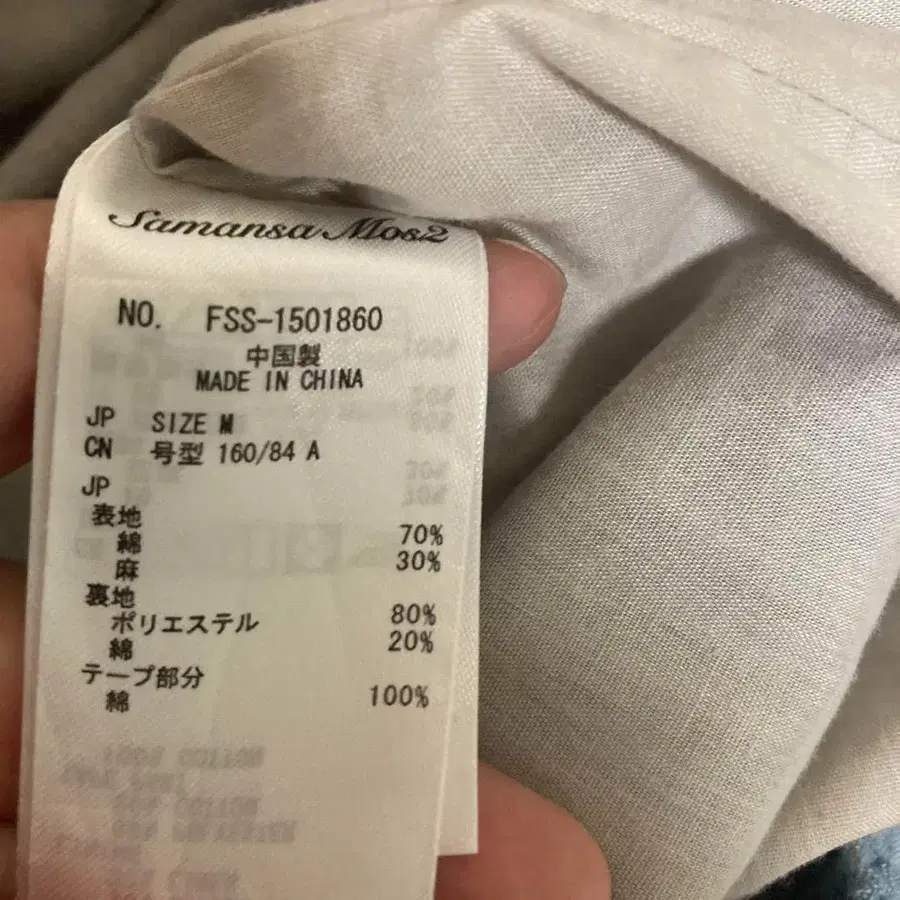 Samansa Mos2
NO. FSS-1501860
中国製
MADE IN CHINA
JP SIZE M
CN 号型 160/84 A
JP
表地
綿 70%
麻 30%
裏地
ポリエステル 80%
綿 20%
テープ部分
綿 100%